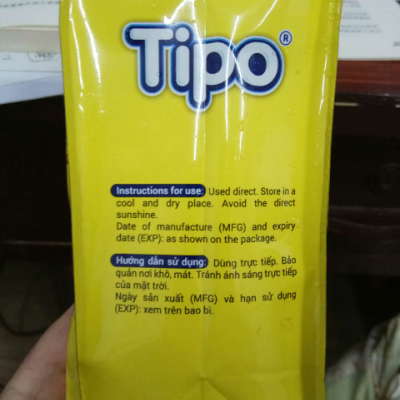 Tipo®
Instructions for use: Used direct. Store in a
cool and dry place. Avoid the direct
sunshine.
Date of manufacture (MFG) and expiry
date (EXP): as shown on the package.
Hướng dẫn sử dụng: Dùng trực tiếp. Bảo
quản nơi khô, mát. Tránh ánh sáng trực tiếp
của mặt trời.
Ngày sản xuất (MFG) và hạn sử dụng
(EXP): xem trên bao bì.